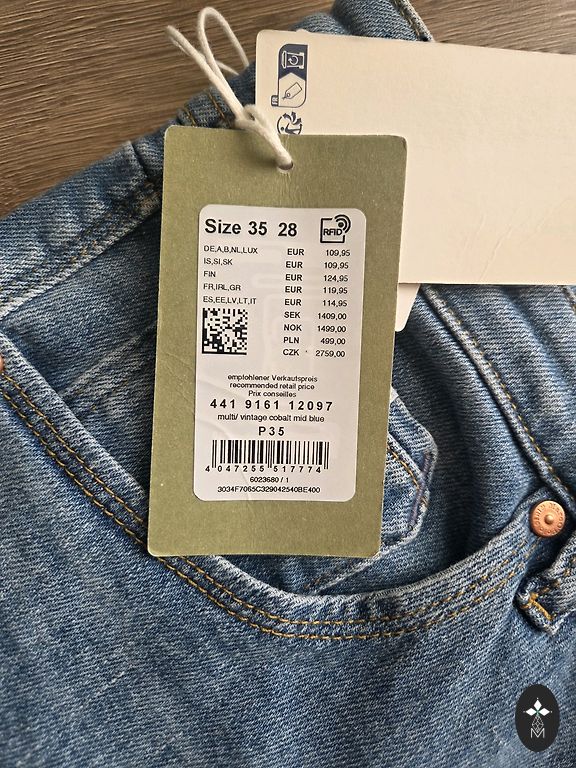 FR
Size 35 28
RFID
DE,A,B,NL,LUX EUR 109,95
IS,SI,SK EUR 109,95
FIN EUR 124,95
FR,IRL,GR EUR 119,95
ES,EE,LV,LT,IT EUR 114,95
SEK 1409,00
NOK 1499,00
PLN 499,00
CZK 2759,00
empfohlener Verkaufspreis
recommended retail price
Prix conseilles
441 9161 12097
multi/ vintage cobalt mid blue
P35
4 047255 517774
6023680 / 1
3034F7065C329042540BE400
M